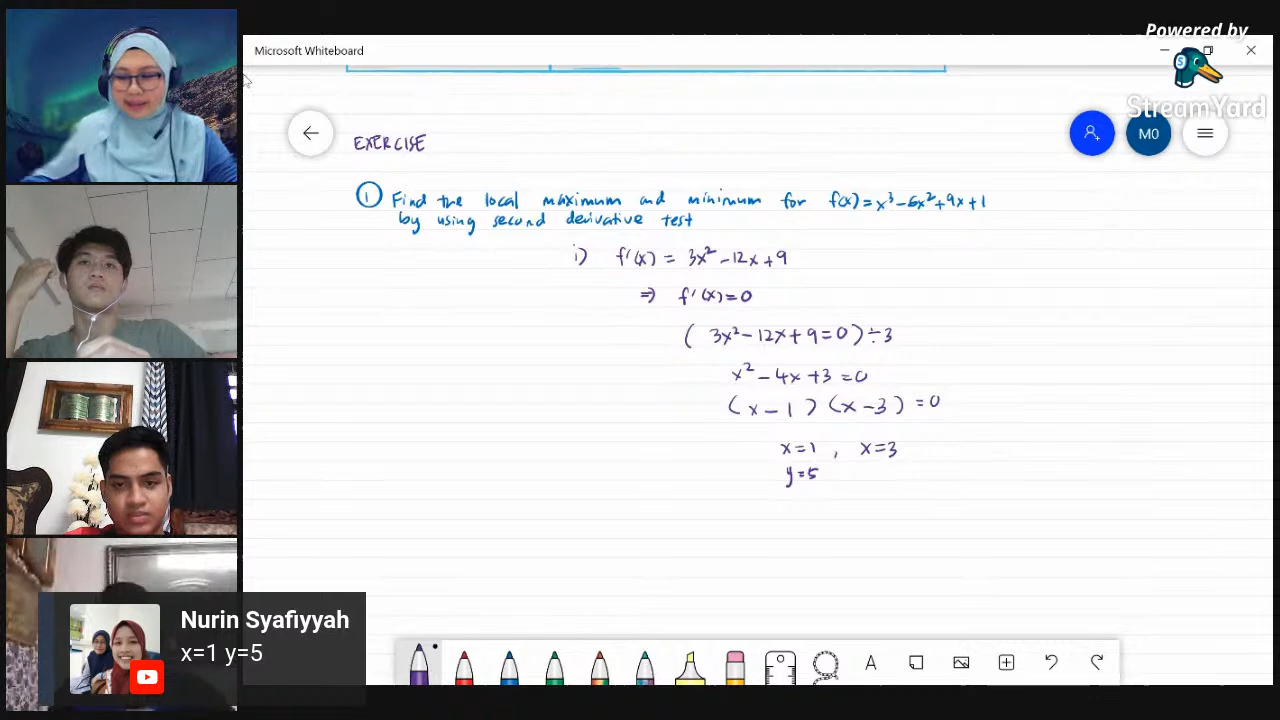 Powered by
StreamYard
Microsoft Whiteboard
M0
EXERCISE
1 Find the local maximum and minimum for f(x) = x³ - 6x² + 9x + 1
by using second derivative test
i) f'(x) = 3x² - 12x + 9
⇒ f'(x) = 0
( 3x² - 12x + 9 = 0 ) ÷ 3
x² - 4x + 3 = 0
( x - 1 ) ( x - 3 ) = 0
x = 1 , x = 3
y = 5
Nurin Syafiyyah
x=1 y=5
A